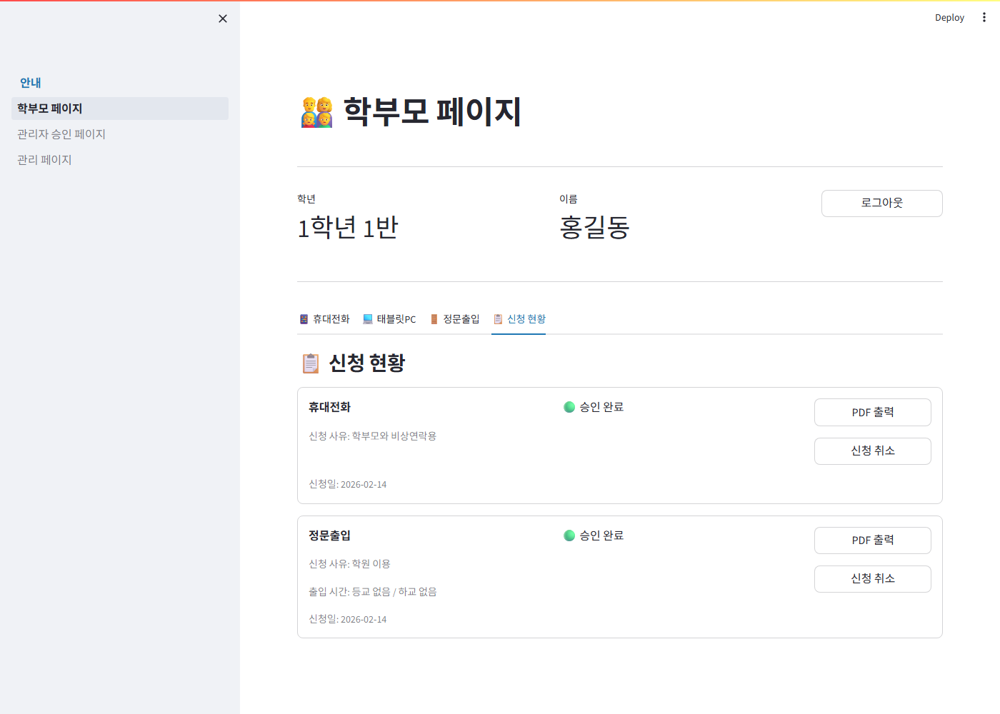 Deploy
안내
학부모 페이지
관리자 승인 페이지
관리 페이지
학부모 페이지
학년
1학년 1반
이름
홍길동
로그아웃
휴대전화
태블릿PC
정문출입
신청 현황
신청 현황
휴대전화
승인 완료
PDF 출력
신청 사유: 학부모와 비상연락용
신청 취소
신청일: 2026-02-14
정문출입
승인 완료
PDF 출력
신청 사유: 학원 이용
신청 취소
출입 시간: 등교 없음 / 하교 없음
신청일: 2026-02-14